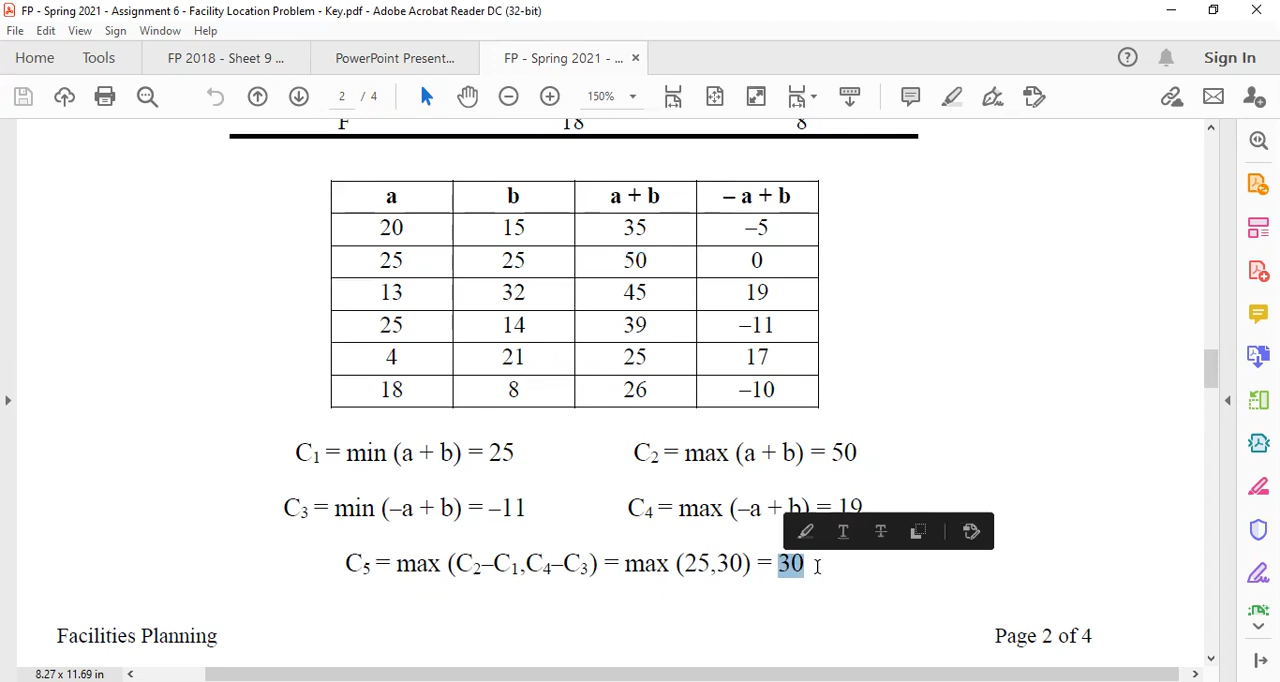 FP - Spring 2021 - Assignment 6 - Facility Location Problem - Key.pdf - Adobe Acrobat Reader DC (32-bit)
File Edit View Sign Window Help
Home Tools FP 2018 - Sheet 9 ... PowerPoint Present... FP - Spring 2021 - ... × Sign In
2 / 4 150%
F 18 8
a b a + b – a + b
20 15 35 –5
25 25 50 0
13 32 45 19
25 14 39 –11
4 21 25 17
18 8 26 –10
C₁ = min (a + b) = 25 C₂ = max (a + b) = 50
C₃ = min (–a + b) = –11 C₄ = max (–a + b) = 19
C₅ = max (C₂–C₁,C₄–C₃) = max (25,30) = 30
Facilities Planning Page 2 of 4
8.27 x 11.69 in